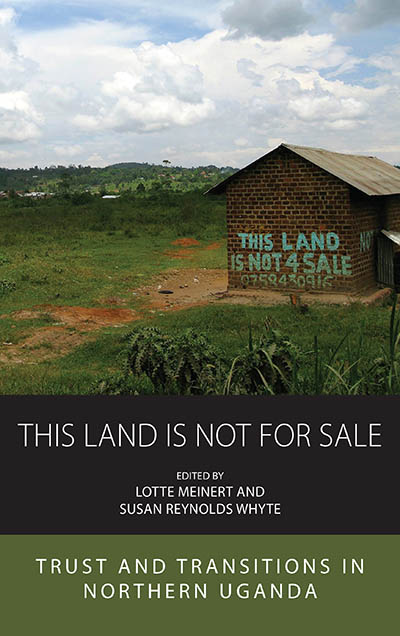 THIS LAND
IS NOT 4 SALE
NOT
THIS LAND IS NOT FOR SALE
EDITED BY
LOTTE MEINERT AND
SUSAN REYNOLDS WHYTE
TRUST AND TRANSITIONS IN
NORTHERN UGANDA